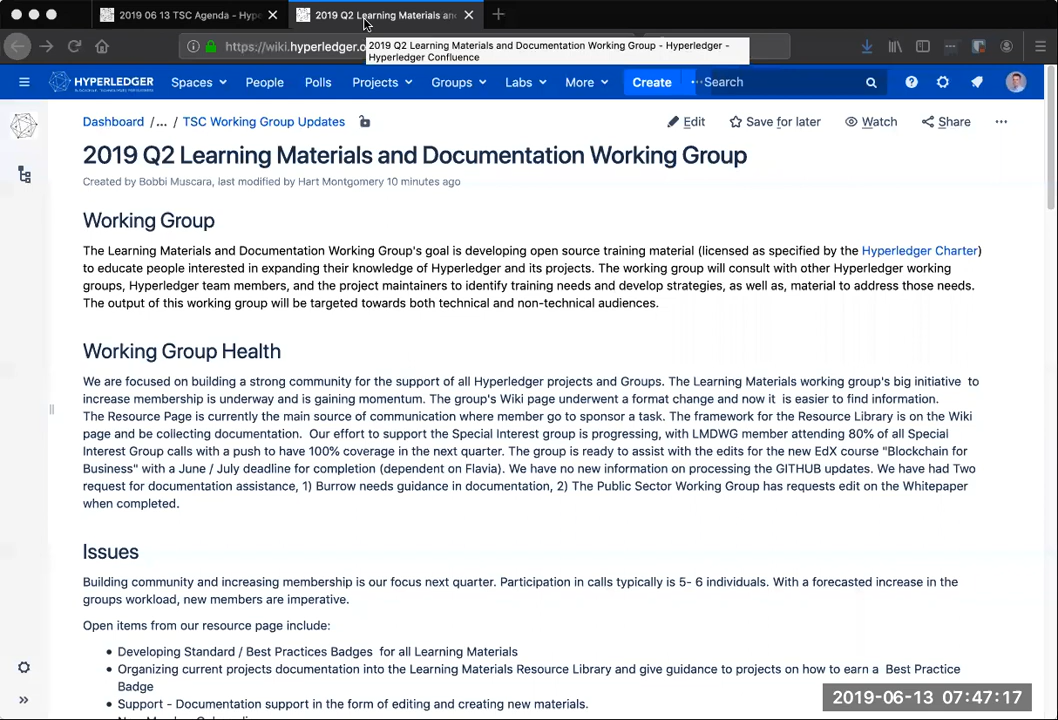 2019 06 13 TSC Agenda - Hype
2019 Q2 Learning Materials and
https://wiki.hyperledger.o
2019 Q2 Learning Materials and Documentation Working Group - Hyperledger -
Hyperledger Confluence
HYPERLEDGER
Spaces
People
Polls
Projects
Groups
Labs
More
Create
Search
Dashboard /... / TSC Working Group Updates
Edit
Save for later
Watch
Share
2019 Q2 Learning Materials and Documentation Working Group
Created by Bobbi Muscara, last modified by Hart Montgomery 10 minutes ago
Working Group
The Learning Materials and Documentation Working Group's goal is developing open source training material (licensed as specified by the Hyperledger Charter)
to educate people interested in expanding their knowledge of Hyperledger and its projects. The working group will consult with other Hyperledger working
groups, Hyperledger team members, and the project maintainers to identify training needs and develop strategies, as well as, material to address those needs.
The output of this working group will be targeted towards both technical and non-technical audiences.
Working Group Health
We are focused on building a strong community for the support of all Hyperledger projects and Groups. The Learning Materials working group's big initiative to
increase membership is underway and is gaining momentum. The group's Wiki page underwent a format change and now it is easier to find information.
The Resource Page is currently the main source of communication where member go to sponsor a task. The framework for the Resource Library is on the Wiki
page and be collecting documentation. Our effort to support the Special Interest group is progressing, with LMDWG member attending 80% of all Special
Interest Group calls with a push to have 100% coverage in the next quarter. The group is ready to assist with the edits for the new EdX course "Blockchain for
Business" with a June / July deadline for completion (dependent on Flavia). We have no new information on processing the GITHUB updates. We have had Two
request for documentation assistance, 1) Burrow needs guidance in documentation, 2) The Public Sector Working Group has requests edit on the Whitepaper
when completed.
Issues
Building community and increasing membership is our focus next quarter. Participation in calls typically is 5- 6 individuals. With a forecasted increase in the
groups workload, new members are imperative.
Open items from our resource page include:
• Developing Standard / Best Practices Badges for all Learning Materials
• Organizing current projects documentation into the Learning Materials Resource Library and give guidance to projects on how to earn a Best Practice
Badge
• Support - Documentation support in the form of editing and creating new materials.
2019-06-13 07:47:17